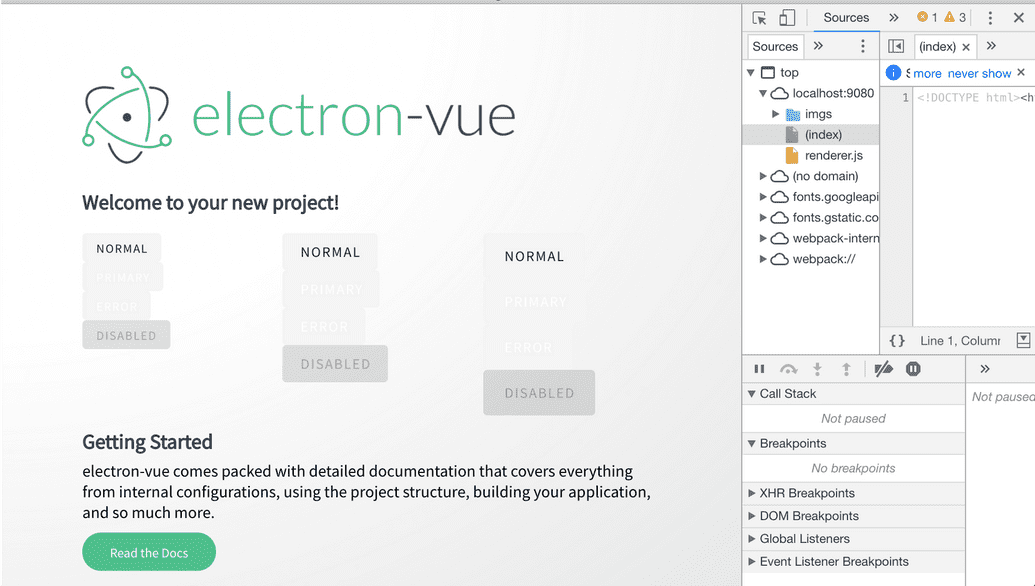 electron-vue
Welcome to your new project!
NORMAL
PRIMARY
ERROR
DISABLED
NORMAL
PRIMARY
ERROR
DISABLED
NORMAL
PRIMARY
ERROR
DISABLED
Getting Started
electron-vue comes packed with detailed documentation that covers everything
from internal configurations, using the project structure, building your application,
and so much more.
Read the Docs
Sources » 1 3
Sources »
top
localhost:9080
imgs
(index)
renderer.js
(no domain)
fonts.googleapi
fonts.gstatic.co
webpack-intern
webpack://
(index) × »
more never show ×
1 <!DOCTYPE html><h
{} Line 1, Column
»
Call Stack
Not paused
Breakpoints
No breakpoints
XHR Breakpoints
DOM Breakpoints
Global Listeners
Event Listener Breakpoints
Not paused